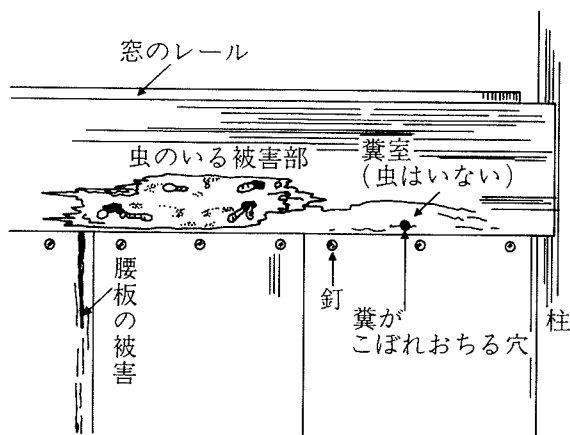 窓のレール
虫のいる被害部
糞室
(虫はいない)
腰板の被害
釘
糞が
こぼれおちる穴
柱